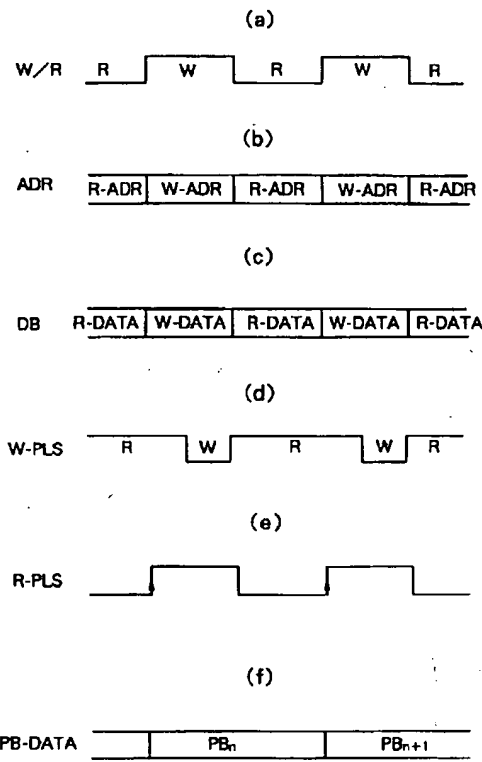 (a)
W/R R W R W R
(b)
ADR R-ADR W-ADR R-ADR W-ADR R-ADR
(c)
DB R-DATA W-DATA R-DATA W-DATA R-DATA
(d)
W-PLS R W R W R
(e)
R-PLS
(f)
PB-DATA PBn PBn+1